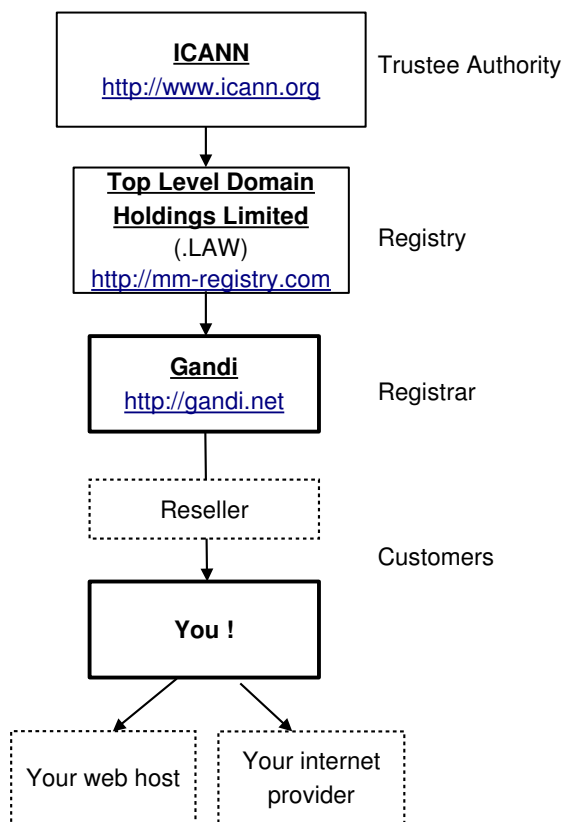 ICANN
http://www.icann.org
Trustee Authority
Top Level Domain
Holdings Limited
(.LAW)
http://mm-registry.com
Registry
Gandi
http://gandi.net
Registrar
Reseller
Customers
You !
Your web host
Your internet
provider